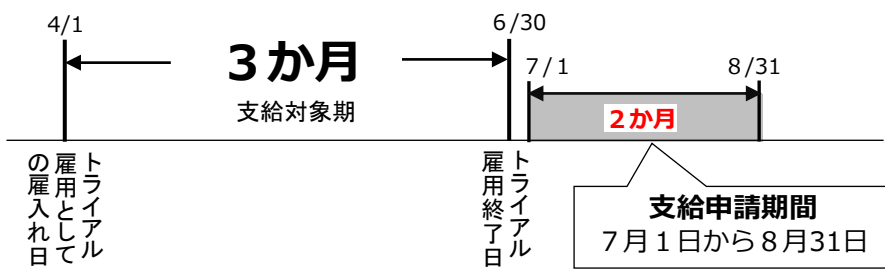 4/1
6/30
7/1
8/31
3か月
支給対象期
2か月
トライアル
雇用として
の雇入れ日
トライアル
雇用終了日
支給申請期間
7月1日から8月31日